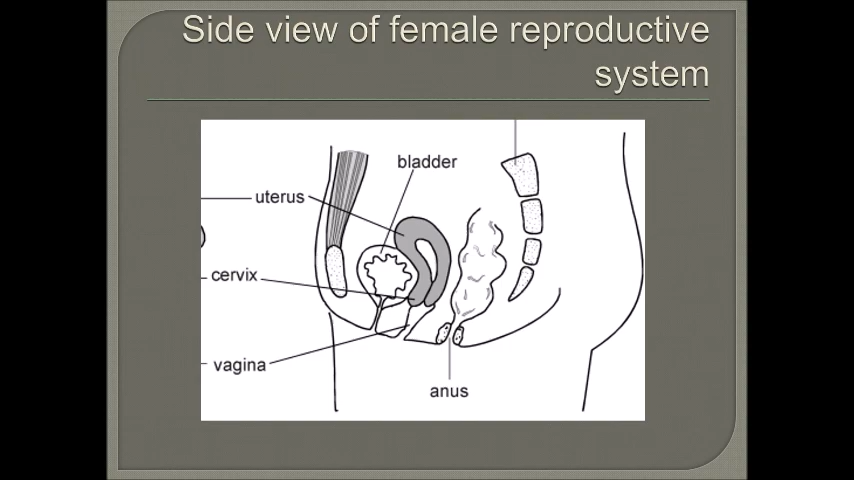 Side view of female reproductive
system
bladder
uterus
cervix
vagina
anus